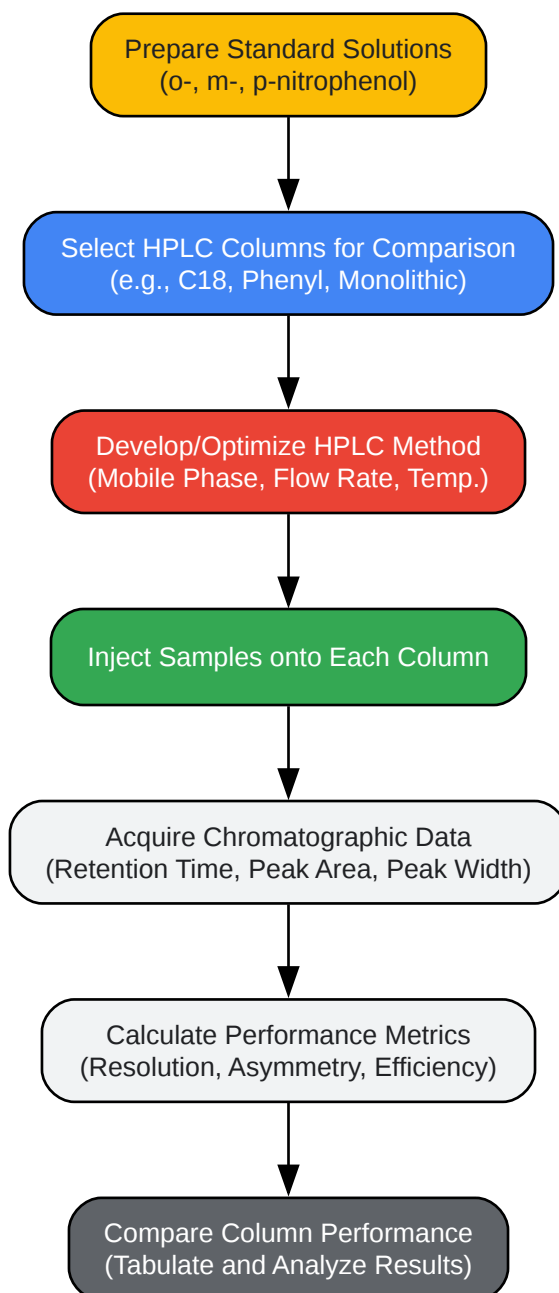 Prepare Standard Solutions
(o-, m-, p-nitrophenol)
Select HPLC Columns for Comparison
(e.g., C18, Phenyl, Monolithic)
Develop/Optimize HPLC Method
(Mobile Phase, Flow Rate, Temp.)
Inject Samples onto Each Column
Acquire Chromatographic Data
(Retention Time, Peak Area, Peak Width)
Calculate Performance Metrics
(Resolution, Asymmetry, Efficiency)
Compare Column Performance
(Tabulate and Analyze Results)